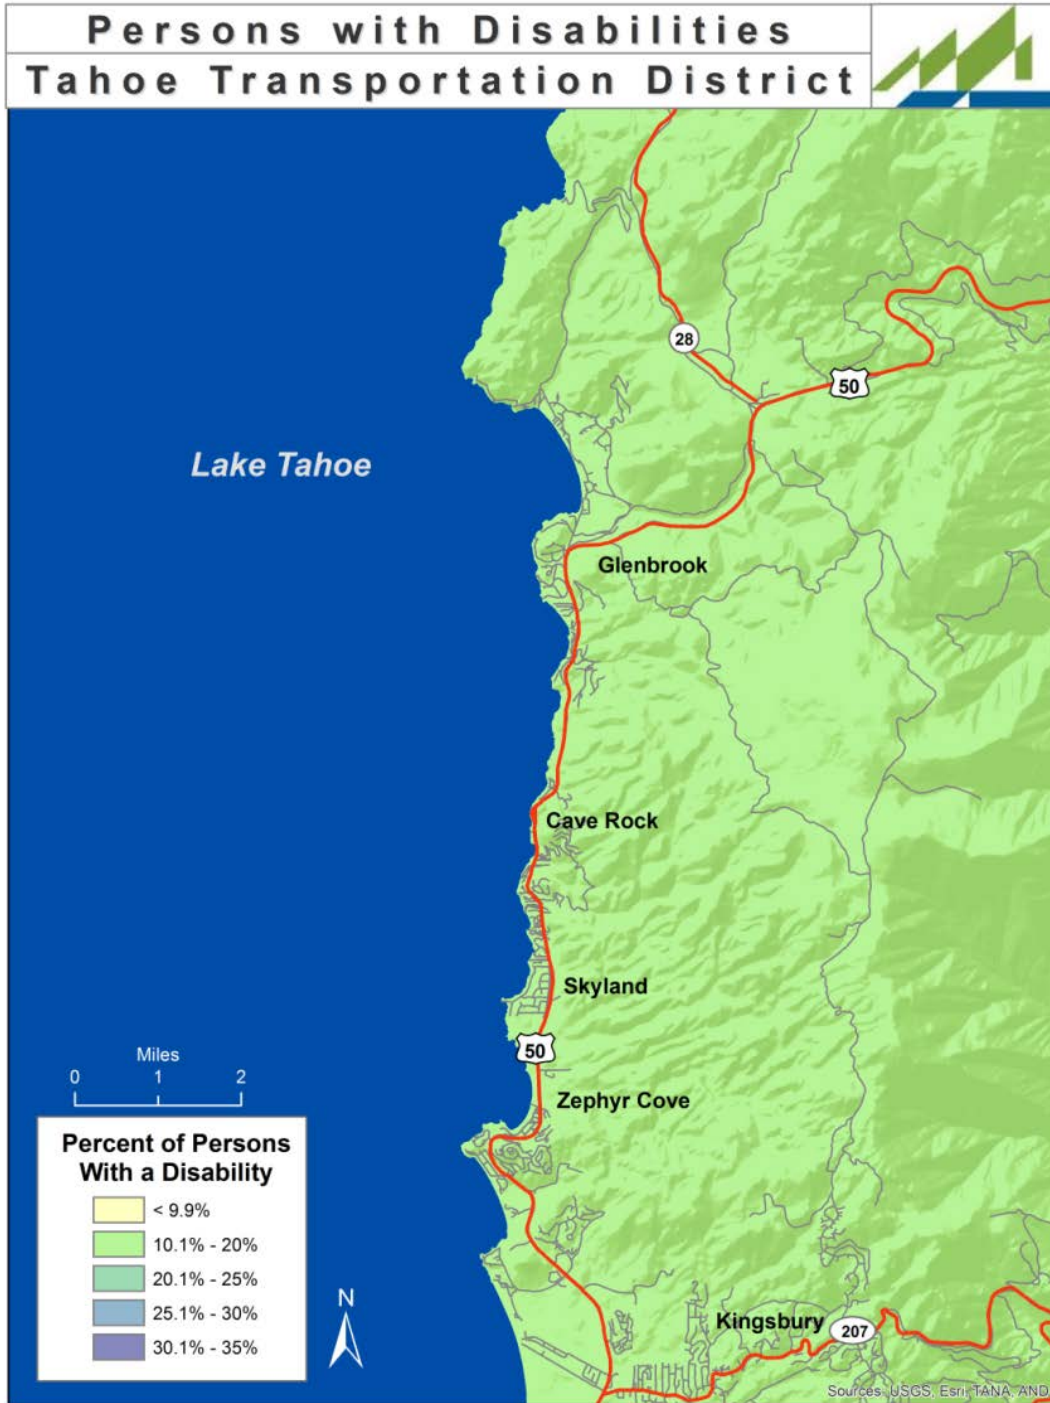 Persons with Disabilities
Tahoe Transportation District
28
50
Lake Tahoe
Glenbrook
Cave Rock
Skyland
50
Miles
0 1 2
Zephyr Cove
Percent of Persons
With a Disability
< 9.9%
10.1% - 20%
20.1% - 25%
25.1% - 30%
30.1% - 35%
N
Kingsbury
207
Sources: USGS, Esri, TANA, AND